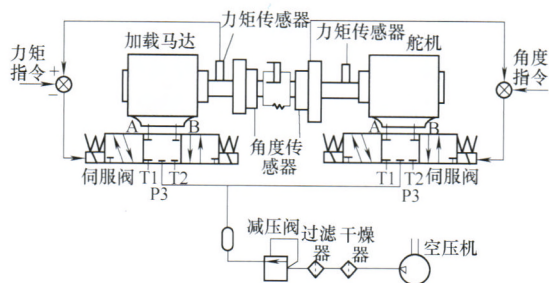 力矩传感器
加载马达
力矩传感器
舵机
力矩
指令
+
−
角度
指令
A
B
A
B
角度传
感器
伺服阀
T1
T2
P3
T1
T2
伺服阀
P3
减压阀
过滤
器
干燥
器
空压机